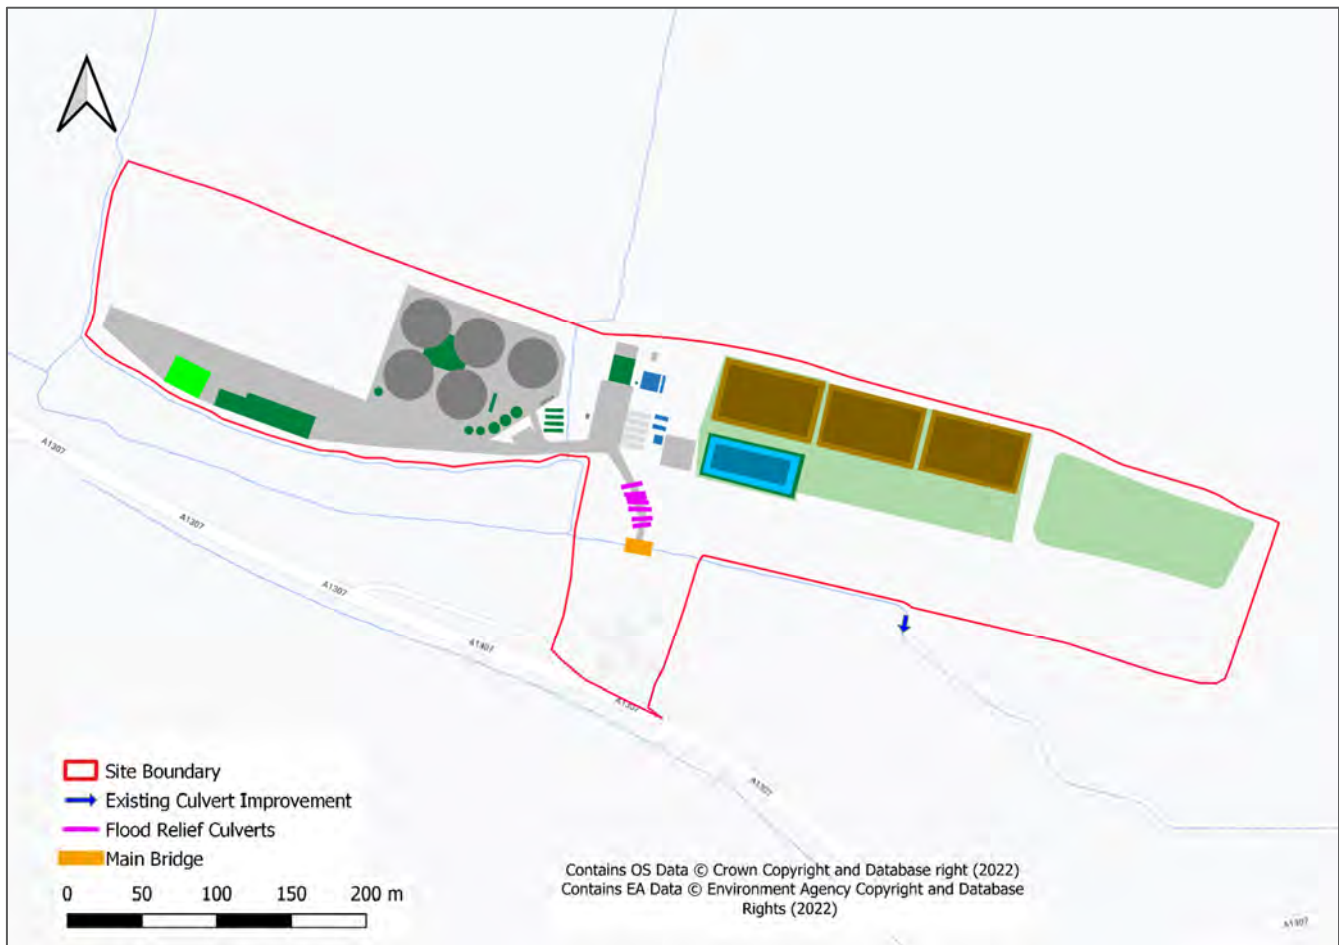 A1307
A1307
A1307
A1307
A1307
A1307
Site Boundary
Existing Culvert Improvement
Flood Relief Culverts
Main Bridge
0 50 100 150 200 m
Contains OS Data © Crown Copyright and Database right (2022)
Contains EA Data © Environment Agency Copyright and Database
Rights (2022)
A1307